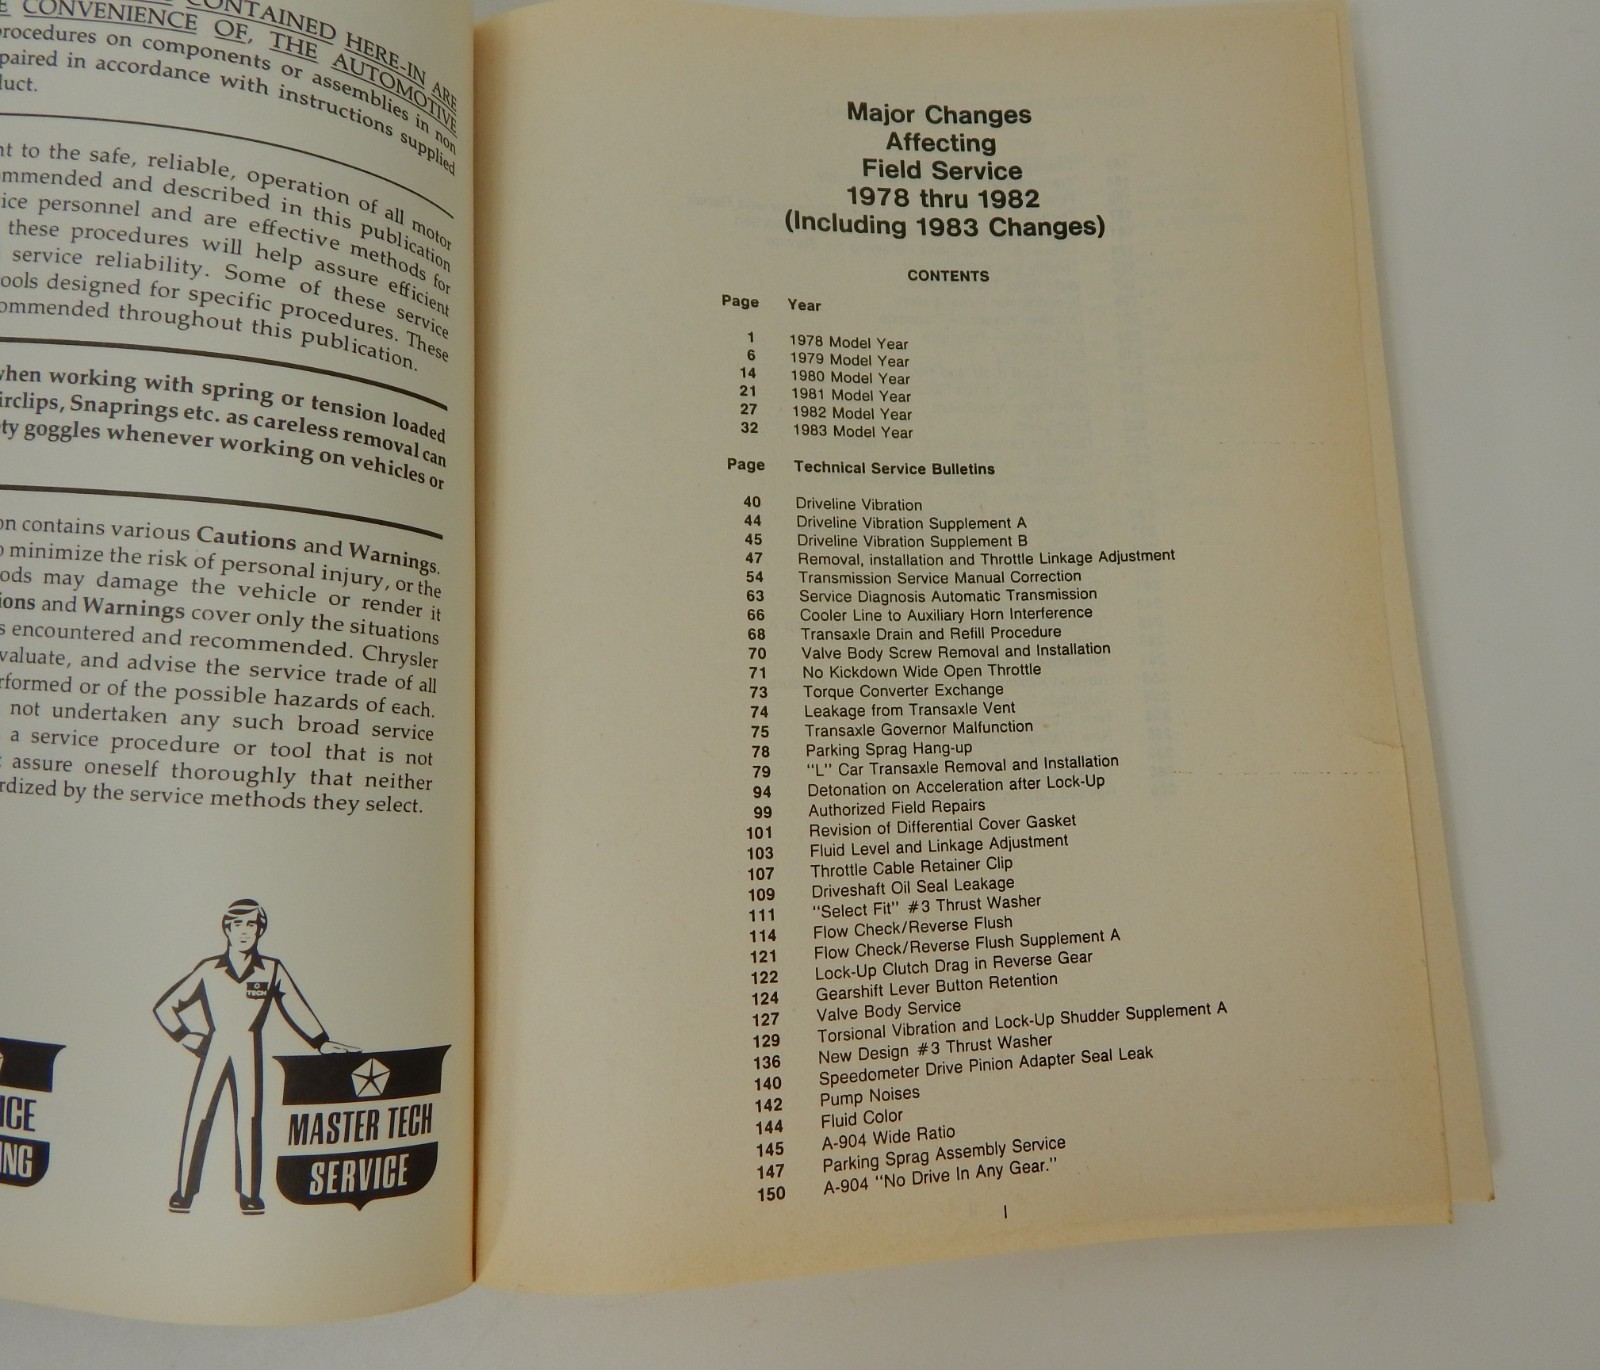 CONTAINED HERE-IN ARE
CONVENIENCE OF, THE AUTOMOTIVE
procedures on components or assemblies in non
paired in accordance with instructions supplied
uct.
nt to the safe, reliable, operation of all motor
mmended and described in this publication
ice personnel and are effective methods for
these procedures will help assure efficient
service reliability. Some of these service
ools designed for specific procedures. These
ommended throughout this publication.
when working with spring or tension loaded
irclips, Snaprings etc. as careless removal can
ty goggles whenever working on vehicles or
on contains various Cautions and Warnings.
o minimize the risk of personal injury, or the
ods may damage the vehicle or render it
ions and Warnings cover only the situations
s encountered and recommended. Chrysler
valuate, and advise the service trade of all
rformed or of the possible hazards of each.
not undertaken any such broad service
a service procedure or tool that is not
assure oneself thoroughly that neither
rdized by the service methods they select.
TECH
ICE
NG
MASTER TECH
SERVICE
Major Changes
Affecting
Field Service
1978 thru 1982
(Including 1983 Changes)
CONTENTS
Page Year
1 1978 Model Year
6 1979 Model Year
14 1980 Model Year
21 1981 Model Year
27 1982 Model Year
32 1983 Model Year
Page Technical Service Bulletins
40 Driveline Vibration
44 Driveline Vibration Supplement A
45 Driveline Vibration Supplement B
47 Removal, installation and Throttle Linkage Adjustment
54 Transmission Service Manual Correction
63 Service Diagnosis Automatic Transmission
66 Cooler Line to Auxiliary Horn Interference
68 Transaxle Drain and Refill Procedure
70 Valve Body Screw Removal and Installation
71 No Kickdown Wide Open Throttle
73 Torque Converter Exchange
74 Leakage from Transaxle Vent
75 Transaxle Governor Malfunction
78 Parking Sprag Hang-up
79 "L" Car Transaxle Removal and Installation
94 Detonation on Acceleration after Lock-Up
99 Authorized Field Repairs
101 Revision of Differential Cover Gasket
103 Fluid Level and Linkage Adjustment
107 Throttle Cable Retainer Clip
109 Driveshaft Oil Seal Leakage
111 "Select Fit" #3 Thrust Washer
114 Flow Check/Reverse Flush
121 Flow Check/Reverse Flush Supplement A
122 Lock-Up Clutch Drag in Reverse Gear
124 Gearshift Lever Button Retention
127 Valve Body Service
129 Torsional Vibration and Lock-Up Shudder Supplement A
136 New Design #3 Thrust Washer
140 Speedometer Drive Pinion Adapter Seal Leak
142 Pump Noises
144 Fluid Color
145 A-904 Wide Ratio
147 Parking Sprag Assembly Service
150 A-904 "No Drive In Any Gear."
I